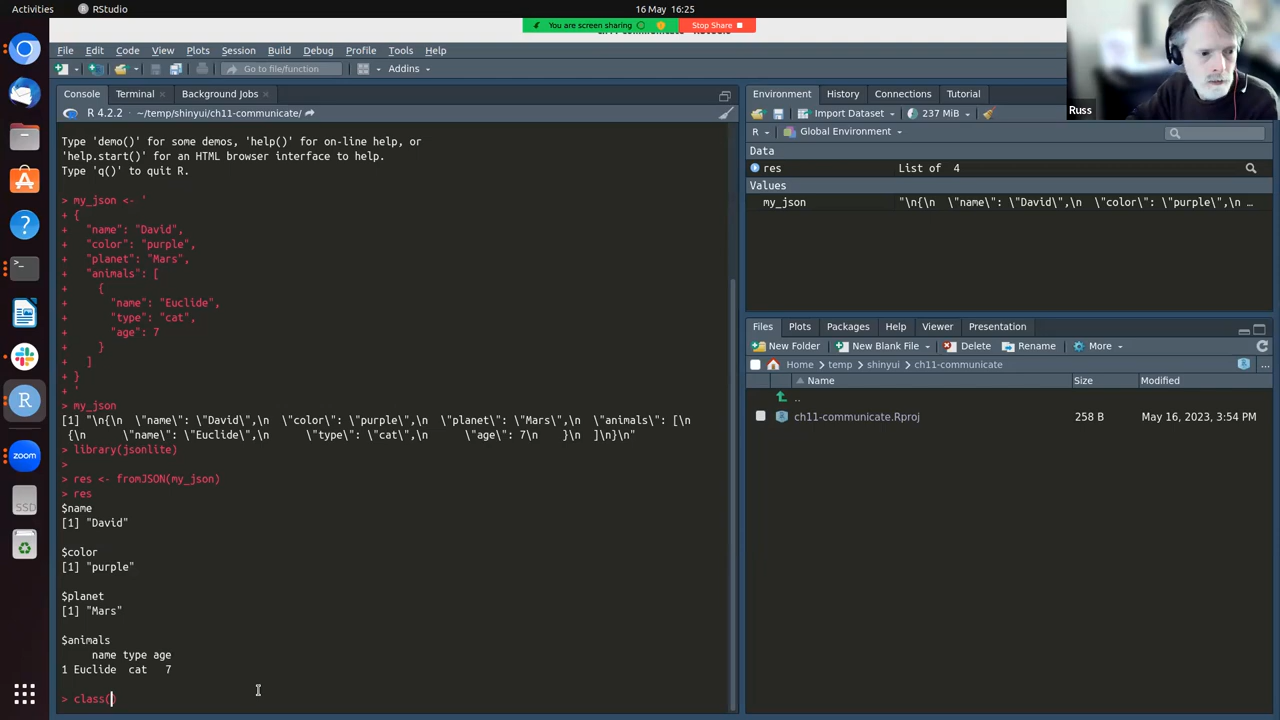 Activities
RStudio
16 May 16:25
You are screen sharing
Stop Share
File Edit Code View Plots Session Build Debug Profile Tools Help
Go to file/function
Addins
Console Terminal Background Jobs
R 4.2.2 · ~/temp/shinyui/ch11-communicate/
Type 'demo()' for some demos, 'help()' for on-line help, or
'help.start()' for an HTML browser interface to help.
Type 'q()' to quit R.
> my_json <- '
+ {
+   "name": "David",
+   "color": "purple",
+   "planet": "Mars",
+   "animals": [
+     {
+       "name": "Euclide",
+       "type": "cat",
+       "age": 7
+     }
+   ]
+ }
+ '
> my_json
[1] "\n{\n  \"name\": \"David\",\n  \"color\": \"purple\",\n  \"planet\": \"Mars\",\n  \"animals\": [\n
 {\n      \"name\": \"Euclide\",\n      \"type\": \"cat\",\n      \"age\": 7\n    }\n  ]\n}\n"
> library(jsonlite)
>
> res <- fromJSON(my_json)
> res
$name
[1] "David"
$color
[1] "purple"
$planet
[1] "Mars"
$animals
     name type age
1 Euclide  cat   7
> class()
Environment History Connections Tutorial
Import Dataset
237 MiB
R
Global Environment
Data
res List of 4
Values
my_json "\n{\n  \"name\": \"David\",\n  \"color\": \"purple\",\n …
Files Plots Packages Help Viewer Presentation
New Folder New Blank File Delete Rename More
Home temp shinyui ch11-communicate
Name Size Modified
..
ch11-communicate.Rproj 258 B May 16, 2023, 3:54 PM
Russ
zoom
SSD